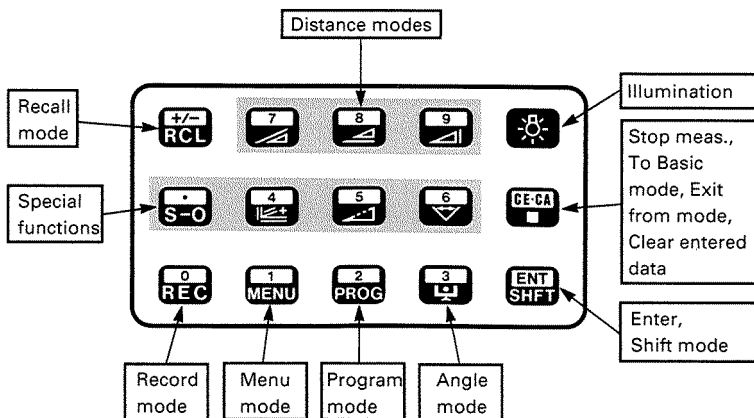 Distance modes
Recall
mode
+/-
RCL
7
8
9
Illumination
Special
functions
•
S-O
4
5
6
CE·CA
Stop meas.,
To Basic
mode, Exit
from mode,
Clear entered
data
0
REC
1
MENU
2
PROG
3
ENT
SHFT
Enter,
Shift mode
Record
mode
Menu
mode
Program
mode
Angle
mode